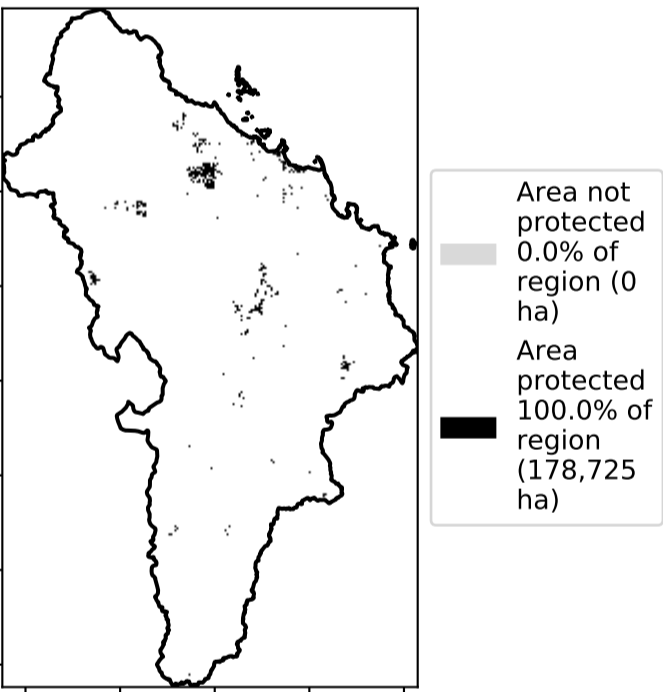 Area not
protected
0.0% of
region (0
ha)
Area
protected
100.0% of
region
(178,725
ha)